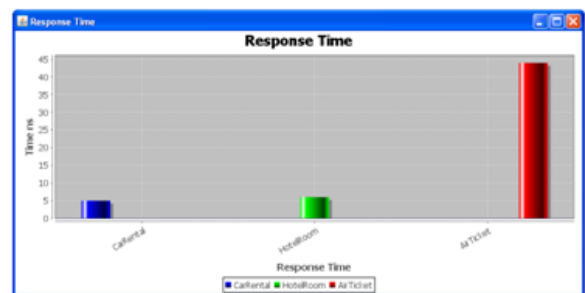 Response Time
Response Time
45
40
35
30
25
20
15
10
5
0
Time ns
CarRental
HotelRoom
AirTicket
Response Time
CarRental HotelRoom AirTicket